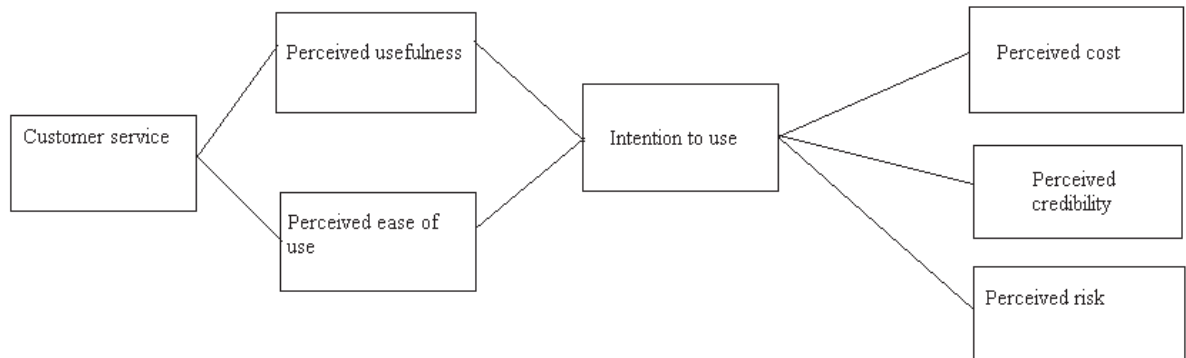 Customer service
Perceived usefulness
Perceived ease of
use
Intention to use
Perceived cost
Perceived
credibility
Perceived risk